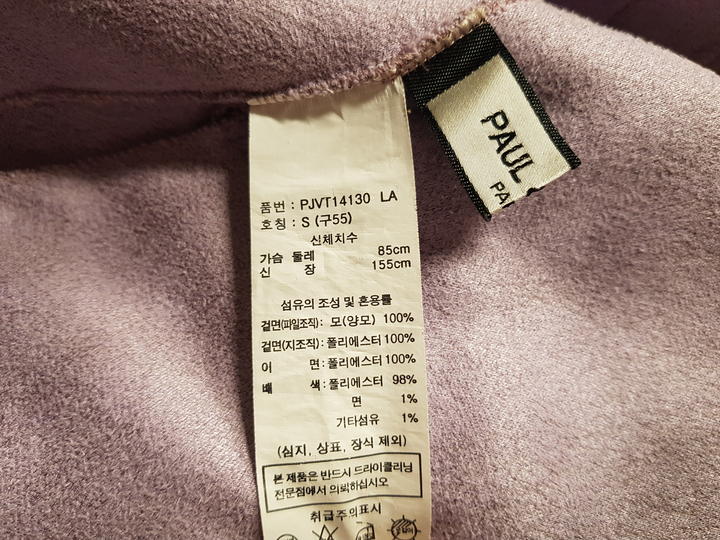 품번 : PJVT14130 LA
호칭 : S (구55)
신체치수
가슴 둘레 85cm
신 장 155cm
섬유의 조성 및 혼용률
겉면(파일조직): 모(양모) 100%
겉면(지조직): 폴리에스터 100%
이 면: 폴리에스터 100%
배 색: 폴리에스터 98%
면 1%
기타섬유 1%
(심지, 상표, 장식 제외)
본 제품은 반드시 드라이클리닝
전문점에서 의뢰하십시오
취급주의표시
PAUL
PA